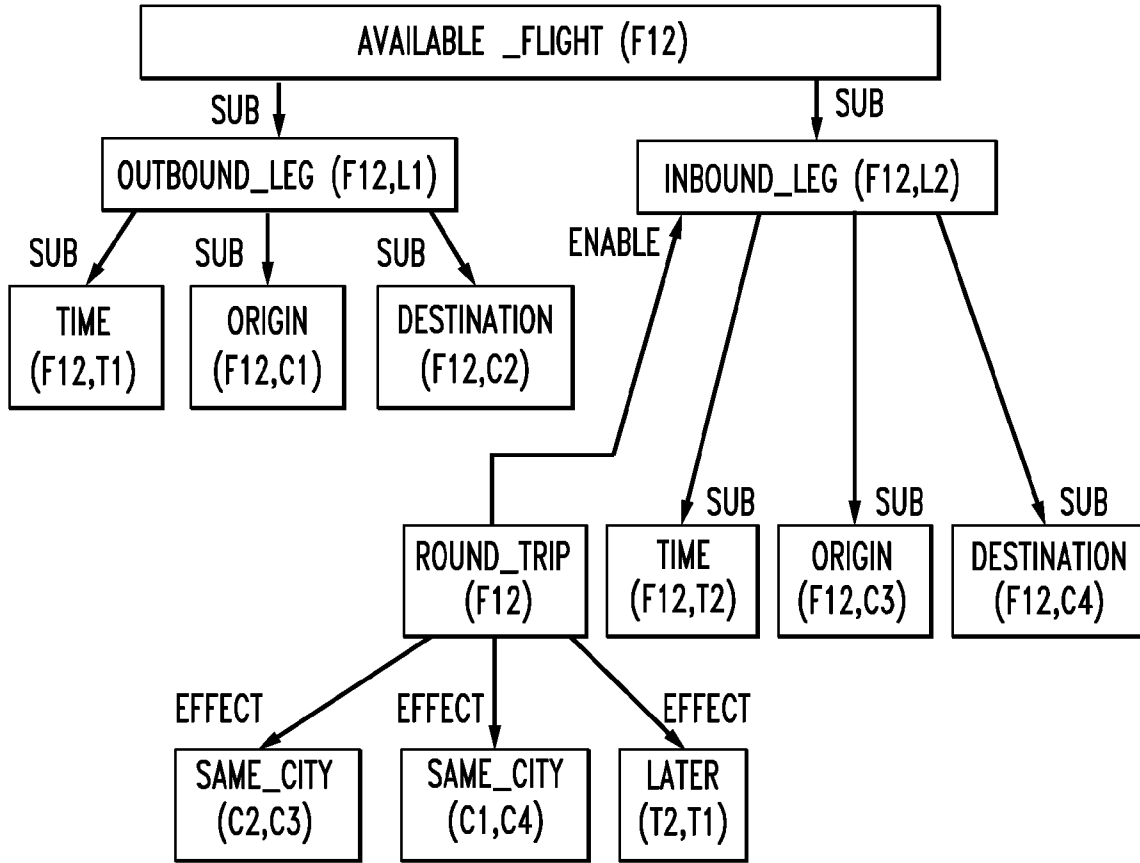 AVAILABLE _FLIGHT (F12)
SUB
SUB
OUTBOUND_LEG (F12,L1)
INBOUND_LEG (F12,L2)
SUB
SUB
SUB
ENABLE
TIME
(F12,T1)
ORIGIN
(F12,C1)
DESTINATION
(F12,C2)
SUB
SUB
SUB
ROUND_TRIP
(F12)
TIME
(F12,T2)
ORIGIN
(F12,C3)
DESTINATION
(F12,C4)
EFFECT
EFFECT
EFFECT
SAME_CITY
(C2,C3)
SAME_CITY
(C1,C4)
LATER
(T2,T1)